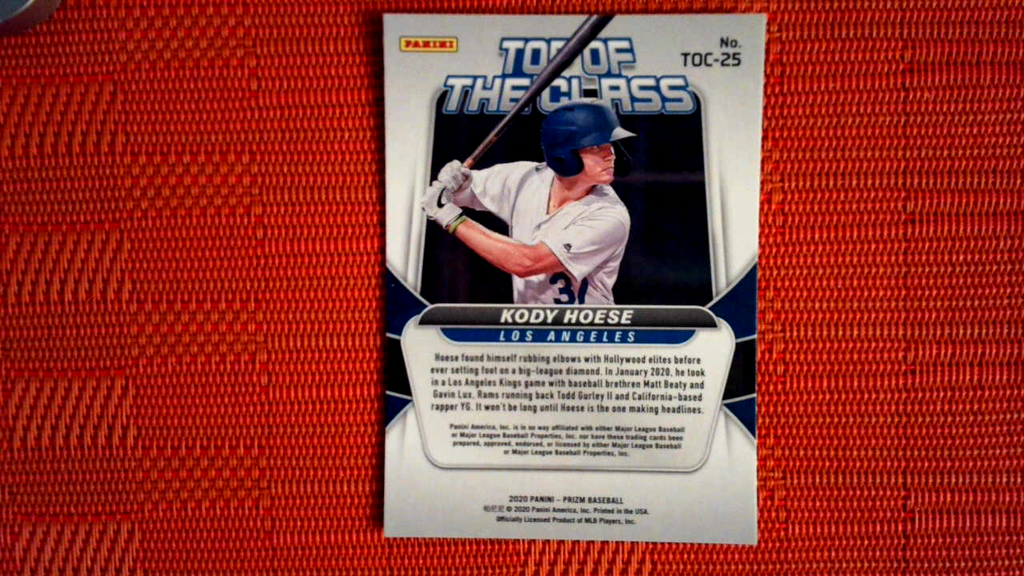 PANINI
No.
TOC-25
TOP OF
THE CLASS
3
KODY HOESE
LOS ANGELES
Hoese found himself rubbing elbows with Hollywood elites before
ever setting foot on a big-league diamond. In January 2020, he took
in a Los Angeles Kings game with baseball brethren Matt Beaty and
Gavin Lux, Rams running back Todd Gurley II and California-based
rapper YG. It won't be long until Hoese is the one making headlines.
Panini America, Inc. is in no way affiliated with either Major League Baseball
or Major League Baseball Properties, Inc. nor have these trading cards been
prepared, approved, endorsed, or licensed by either Major League Baseball
or Major League Baseball Properties, Inc.
2020 PANINI – PRIZM BASEBALL
© 2020 Panini America, Inc. Printed in the USA.
Officially Licensed Product of MLB Players, Inc.